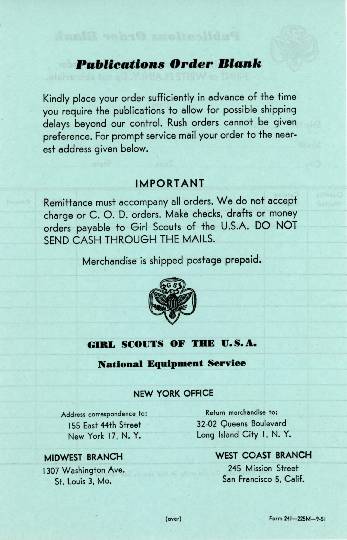 Publications Order Blank
Kindly place your order sufficiently in advance of the time
you require the publications to allow for possible shipping
delays beyond our control. Rush orders cannot be given
preference. For prompt service mail your order to the near-
est address given below.
IMPORTANT
Remittance must accompany all orders. We do not accept
charge or C. O. D. orders. Make checks, drafts or money
orders payable to Girl Scouts of the U.S.A. DO NOT
SEND CASH THROUGH THE MAILS.
Merchandise is shipped postage prepaid.
GS
GIRL SCOUTS OF THE U.S.A.
National Equipment Service
NEW YORK OFFICE
Address correspondence to:
155 East 44th Street
New York 17, N. Y.
Return merchandise to:
32-02 Queens Boulevard
Long Island City 1, N. Y.
MIDWEST BRANCH
1307 Washington Ave.
St. Louis 3, Mo.
WEST COAST BRANCH
245 Mission Street
San Francisco 5, Calif.
(over)
Form 241—225M—9-51